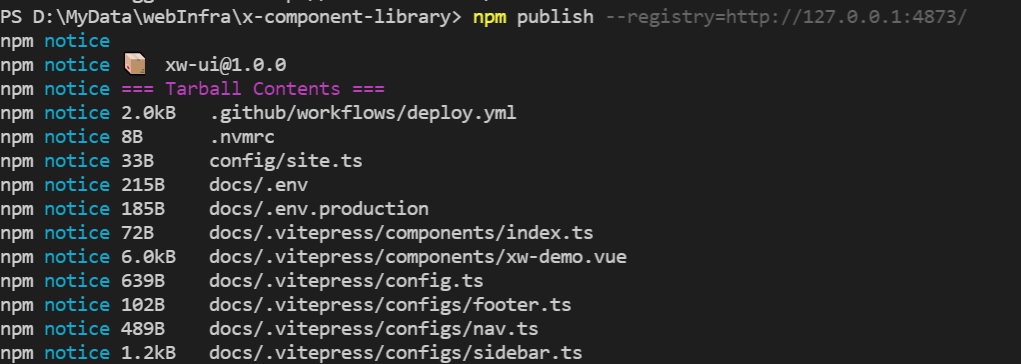 PS D:\MyData\webInfra\x-component-library> npm publish --registry=http://127.0.0.1:4873/
npm notice
npm notice 📦 xw-ui@1.0.0
npm notice === Tarball Contents ===
npm notice 2.0kB .github/workflows/deploy.yml
npm notice 8B .nvmrc
npm notice 33B config/site.ts
npm notice 215B docs/.env
npm notice 185B docs/.env.production
npm notice 72B docs/.vitepress/components/index.ts
npm notice 6.0kB docs/.vitepress/components/xw-demo.vue
npm notice 639B docs/.vitepress/config.ts
npm notice 102B docs/.vitepress/configs/footer.ts
npm notice 489B docs/.vitepress/configs/nav.ts
npm notice 1.2kB docs/.vitepress/configs/sidebar.ts